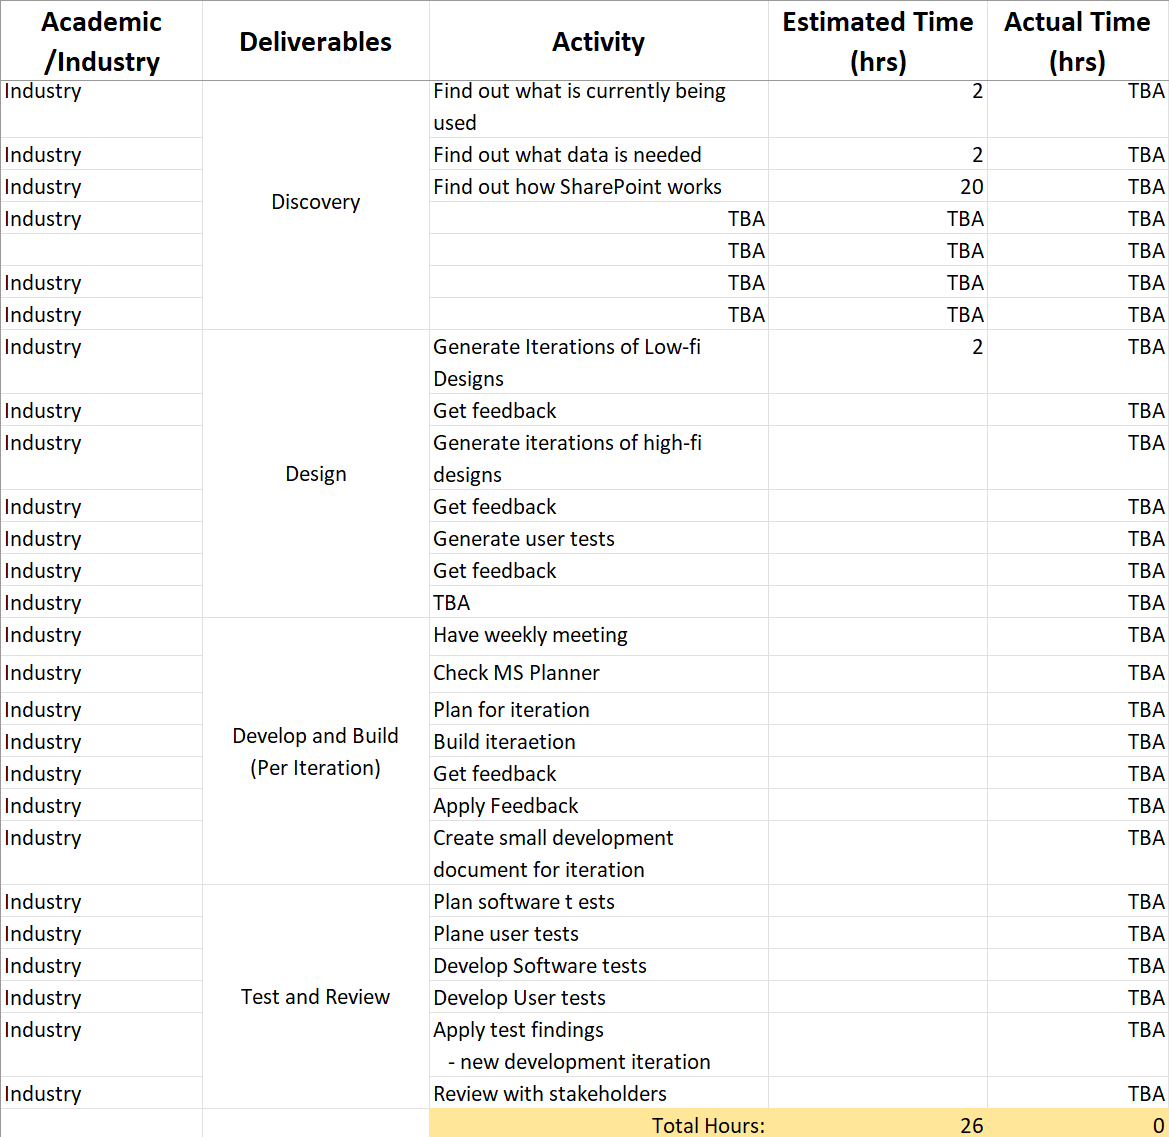 Academic /Industry Deliverables Activity Estimated Time (hrs) Actual Time (hrs)
Industry Discovery Find out what is currently being used 2 TBA
Industry Find out what data is needed 2 TBA
Industry Find out how SharePoint works 20 TBA
Industry TBA TBA TBA
TBA TBA TBA
Industry TBA TBA TBA
Industry TBA TBA TBA
Industry Design Generate Iterations of Low-fi Designs 2 TBA
Industry Get feedback TBA
Industry Generate iterations of high-fi designs TBA
Industry Get feedback TBA
Industry Generate user tests TBA
Industry Get feedback TBA
Industry TBA TBA
Industry Develop and Build (Per Iteration) Have weekly meeting TBA
Industry Check MS Planner TBA
Industry Plan for iteration TBA
Industry Build iteraetion TBA
Industry Get feedback TBA
Industry Apply Feedback TBA
Industry Create small development document for iteration TBA
Industry Test and Review Plan software t ests TBA
Industry Plane user tests TBA
Industry Develop Software tests TBA
Industry Develop User tests TBA
Industry Apply test findings TBA
- new development iteration
Industry Review with stakeholders TBA
Total Hours: 26 0